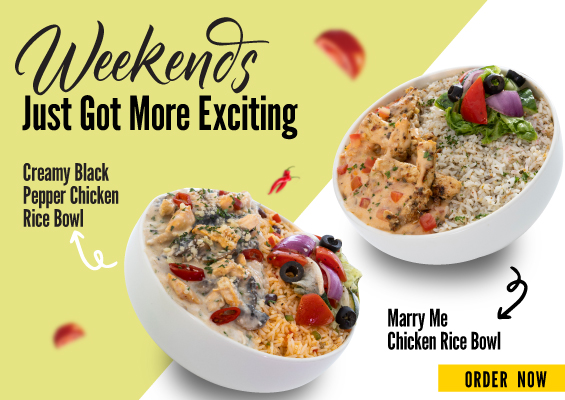 Weekends
Just Got More Exciting
Creamy Black
Pepper Chicken
Rice Bowl
Marry Me
Chicken Rice Bowl
ORDER NOW